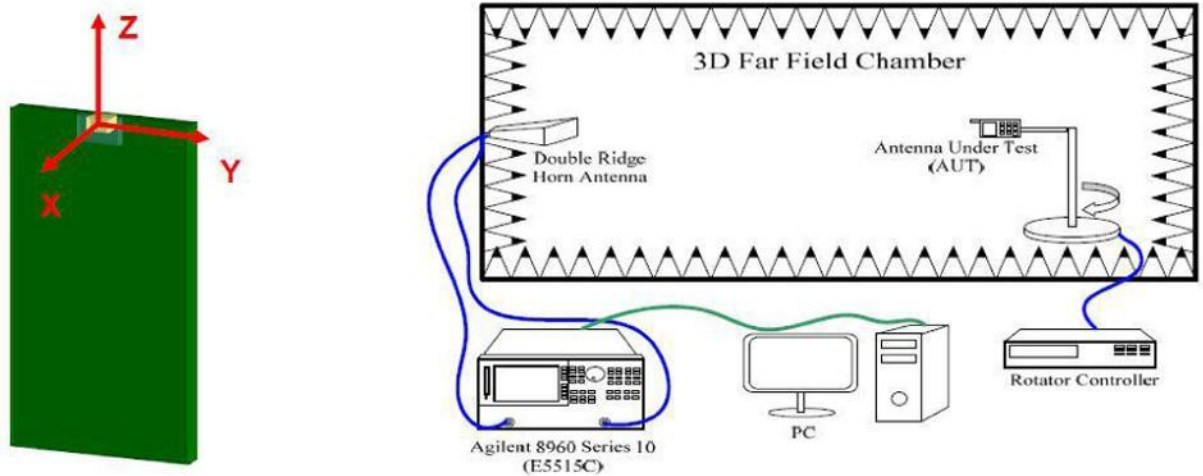 Z
Y
X
3D Far Field Chamber
Double Ridge
Horn Antenna
Antenna Under Test
(AUT)
Agilent 8960 Series 10
(E5515C)
PC
Rotator Controller